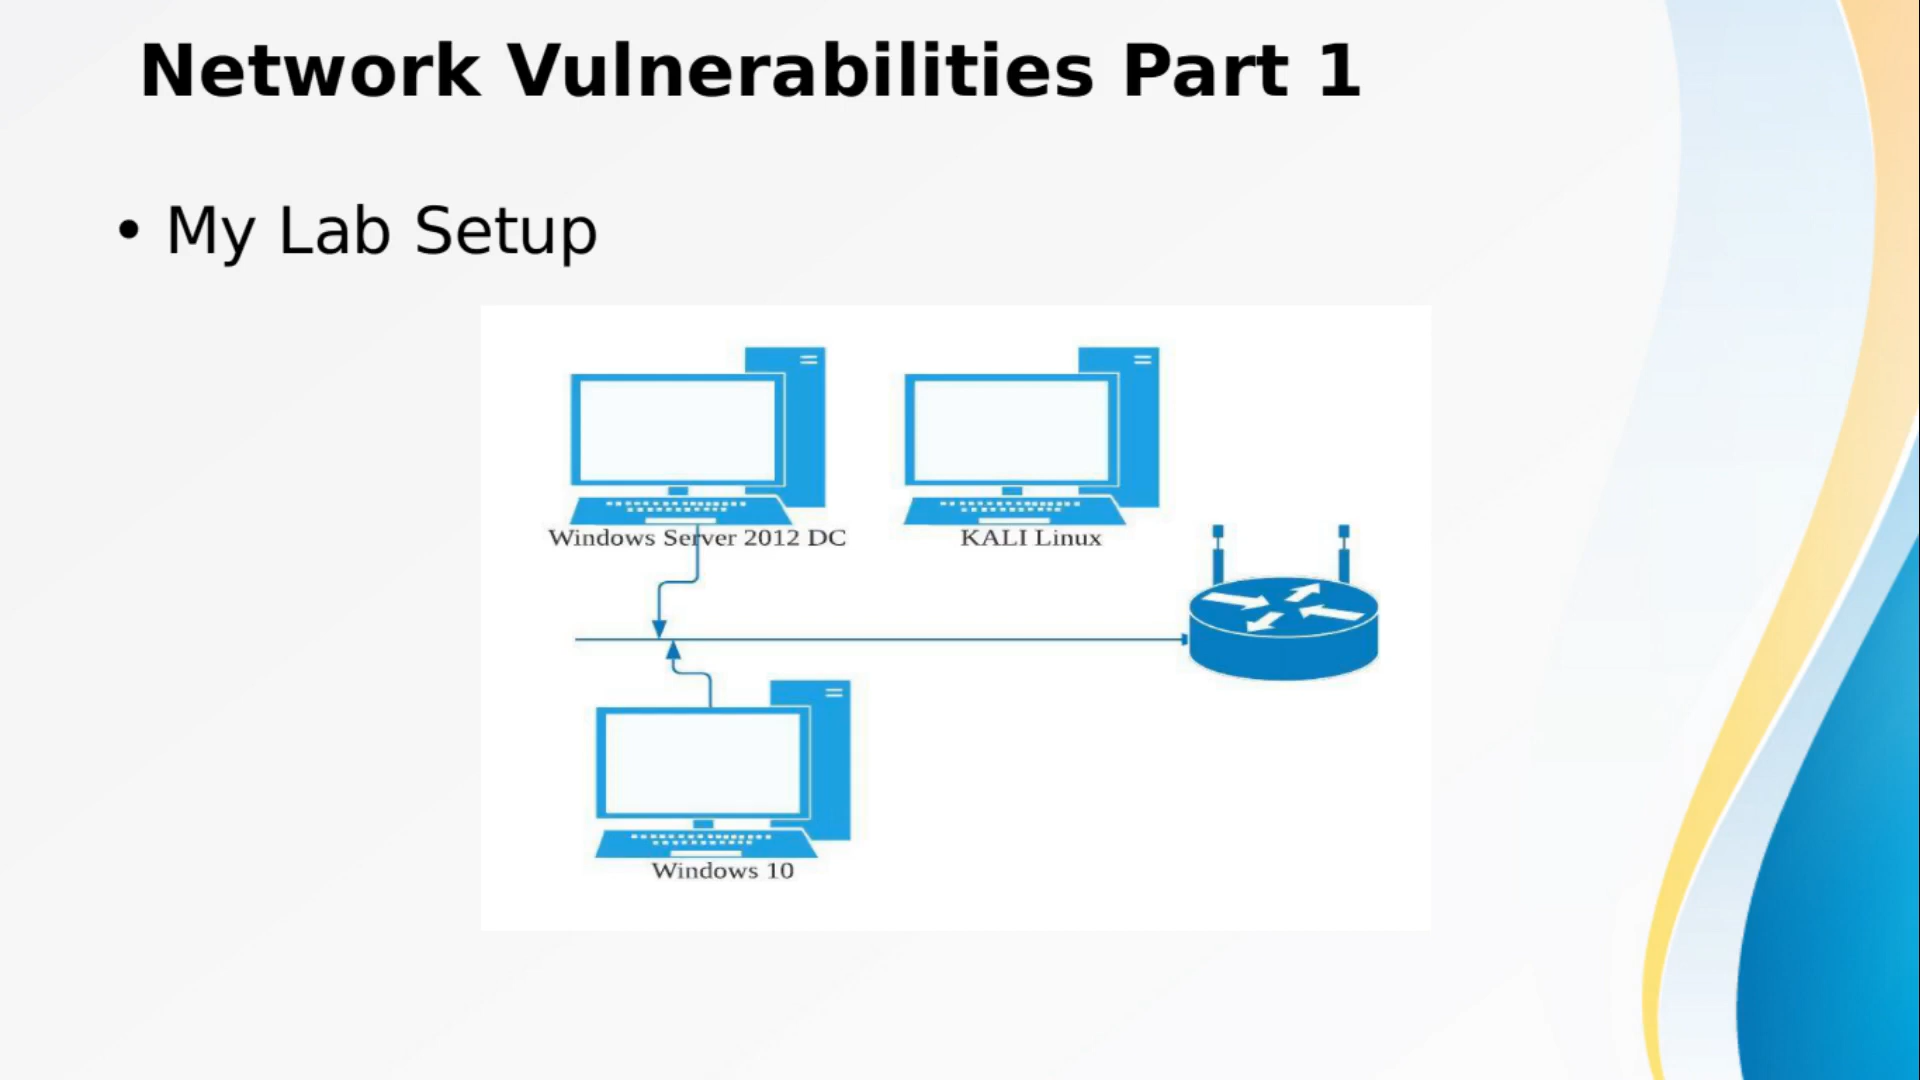 Network Vulnerabilities Part 1
• My Lab Setup
Windows Server 2012 DC
KALI Linux
Windows 10